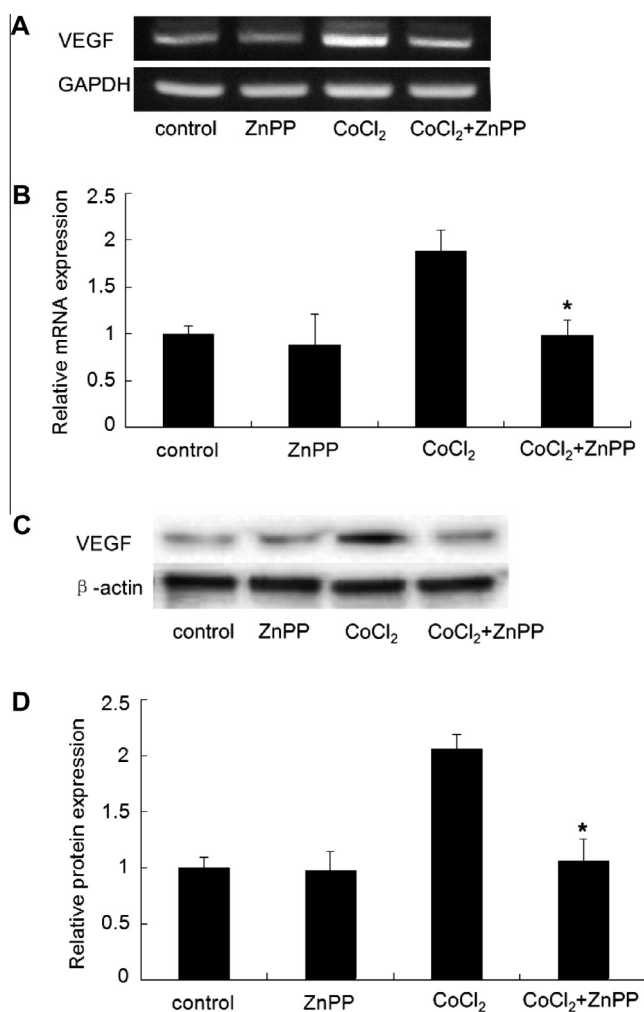 A
VEGF
GAPDH
control ZnPP CoCl₂ CoCl₂+ZnPP
B
Relative mRNA expression
2.5
2
1.5
1
0.5
0
*
control ZnPP CoCl₂ CoCl₂+ZnPP
C
VEGF
β-actin
control ZnPP CoCl₂ CoCl₂+ZnPP
D
Relative protein expression
2.5
2
1.5
1
0.5
0
*
control ZnPP CoCl₂ CoCl₂+ZnPP